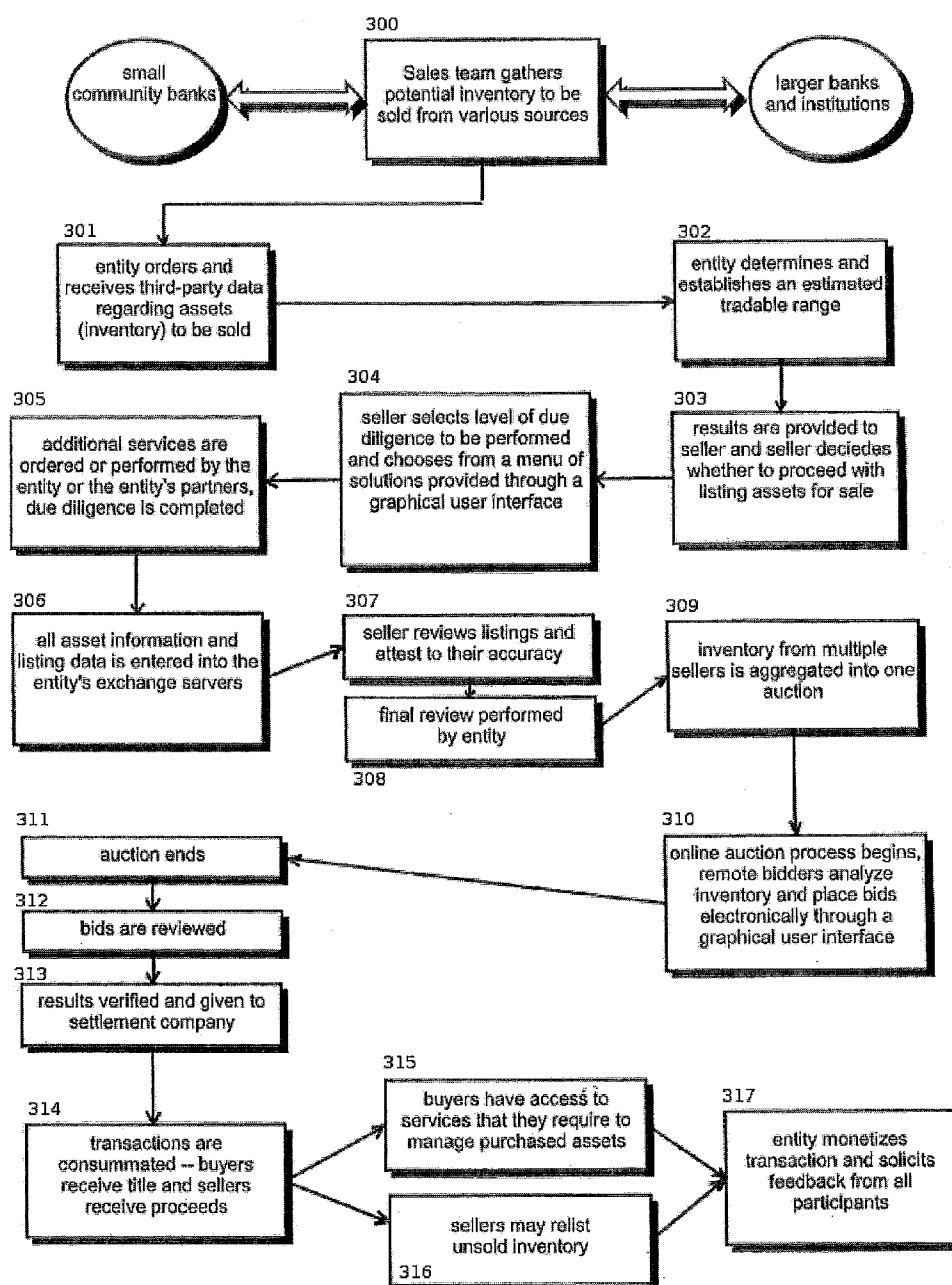 300
small
community banks
Sales team gathers
potential inventory to be
sold from various sources
larger banks
and institutions
301
entity orders and
receives third-party data
regarding assets
(inventory) to be sold
302
entity determines and
establishes an estimated
tradable range
303
results are provided to
seller and seller deciedes
whether to proceed with
listing assets for sale
304
seller selects level of due
diligence to be performed
and chooses from a menu of
solutions provided through a
graphical user interface
305
additional services are
ordered or performed by the
entity or the entity's partners,
due diligence is completed
306
all asset information and
listing data is entered into the
entity's exchange servers
307
seller reviews listings and
attest to their accuracy
final review performed
by entity
308
309
inventory from multiple
sellers is aggregated into one
auction
310
online auction process begins,
remote bidders analyze
inventory and place bids
electronically through a
graphical user interface
311
auction ends
312
bids are reviewed
313
results verified and given to
settlement company
314
transactions are
consummated -- buyers
receive title and sellers
receive proceeds
315
buyers have access to
services that they require to
manage purchased assets
sellers may relist
unsold inventory
316
317
entity monetizes
transaction and solicits
feedback from all
participants